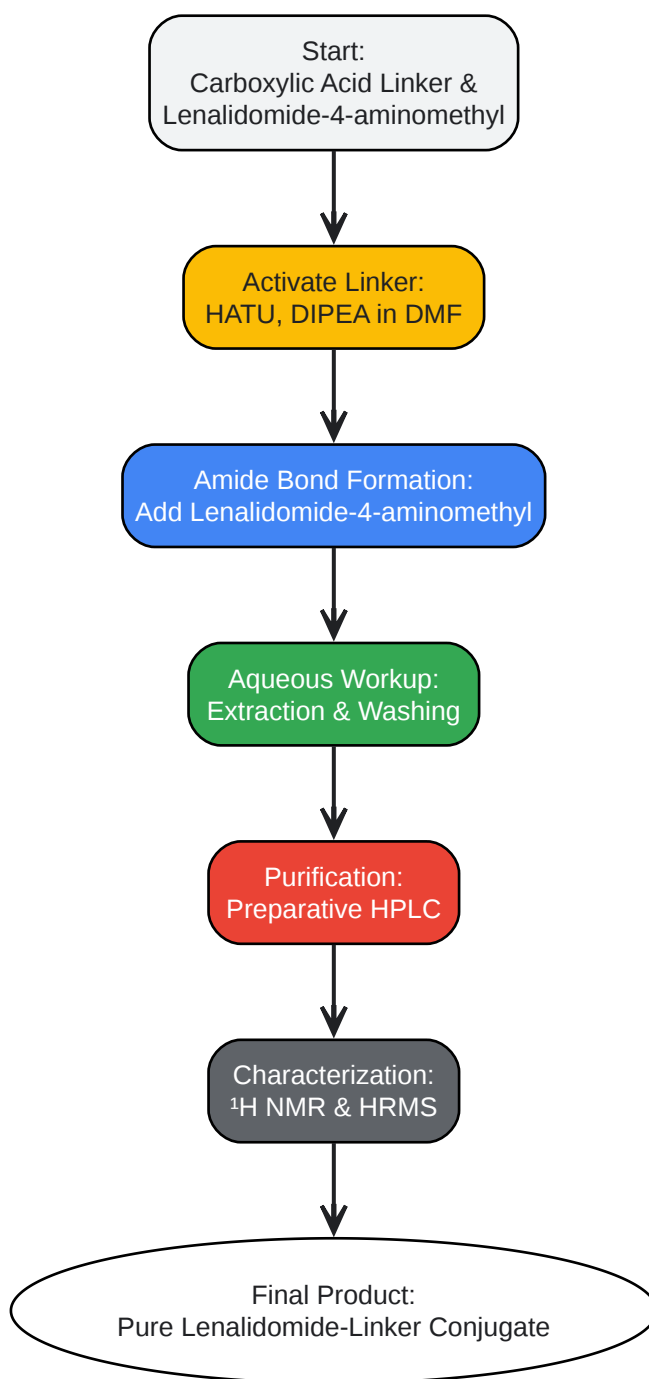 Start:
Carboxylic Acid Linker &
Lenalidomide-4-aminomethyl
Activate Linker:
HATU, DIPEA in DMF
Amide Bond Formation:
Add Lenalidomide-4-aminomethyl
Aqueous Workup:
Extraction & Washing
Purification:
Preparative HPLC
Characterization:
¹H NMR & HRMS
Final Product:
Pure Lenalidomide-Linker Conjugate